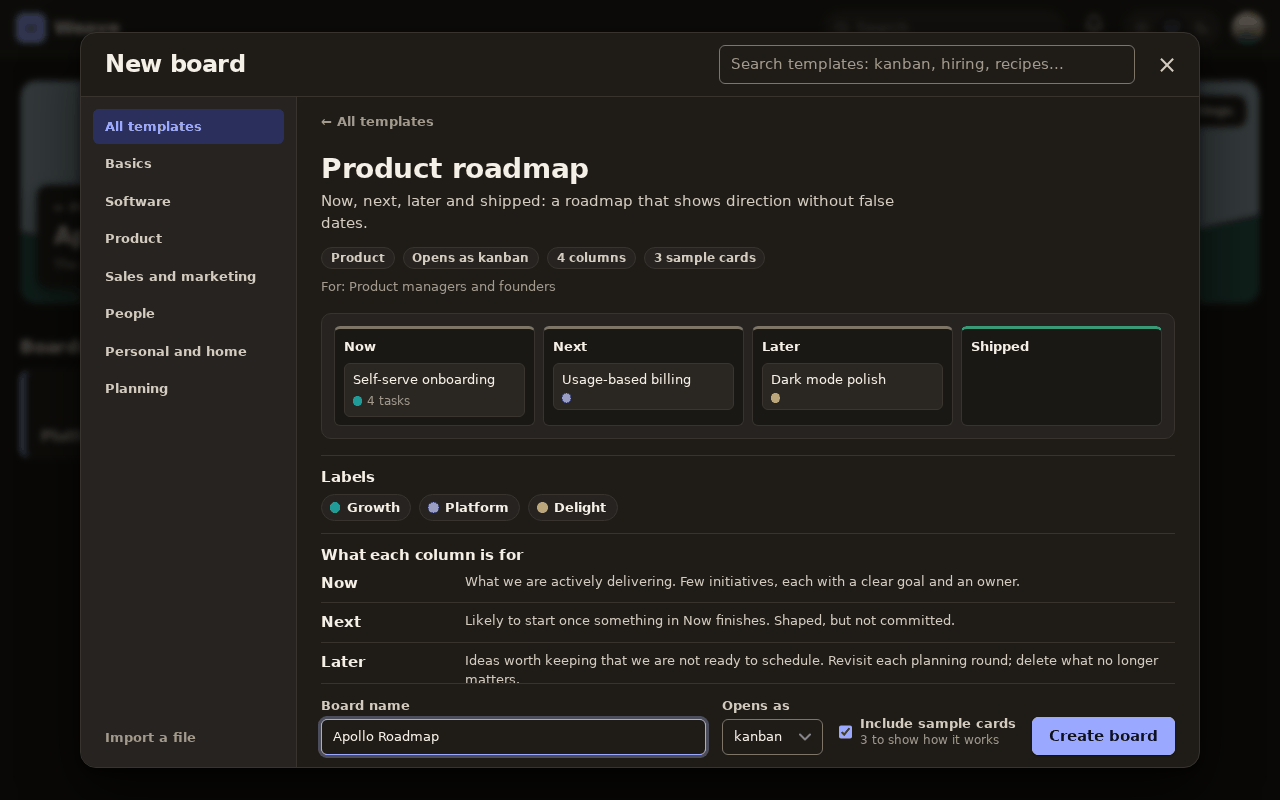 New board
Search templates: kanban, hiring, recipes...
All templates
Basics
Software
Product
Sales and marketing
People
Personal and home
Planning
Import a file
← All templates
Product roadmap
Now, next, later and shipped: a roadmap that shows direction without false
dates.
Product
Opens as kanban
4 columns
3 sample cards
For: Product managers and founders
Now
Self-serve onboarding
4 tasks
Next
Usage-based billing
Later
Dark mode polish
Shipped
Labels
Growth
Platform
Delight
What each column is for
Now
What we are actively delivering. Few initiatives, each with a clear goal and an owner.
Next
Likely to start once something in Now finishes. Shaped, but not committed.
Later
Ideas worth keeping that we are not ready to schedule. Revisit each planning round; delete what no longer
matters.
Board name
Apollo Roadmap
Opens as
kanban
Include sample cards
3 to show how it works
Create board